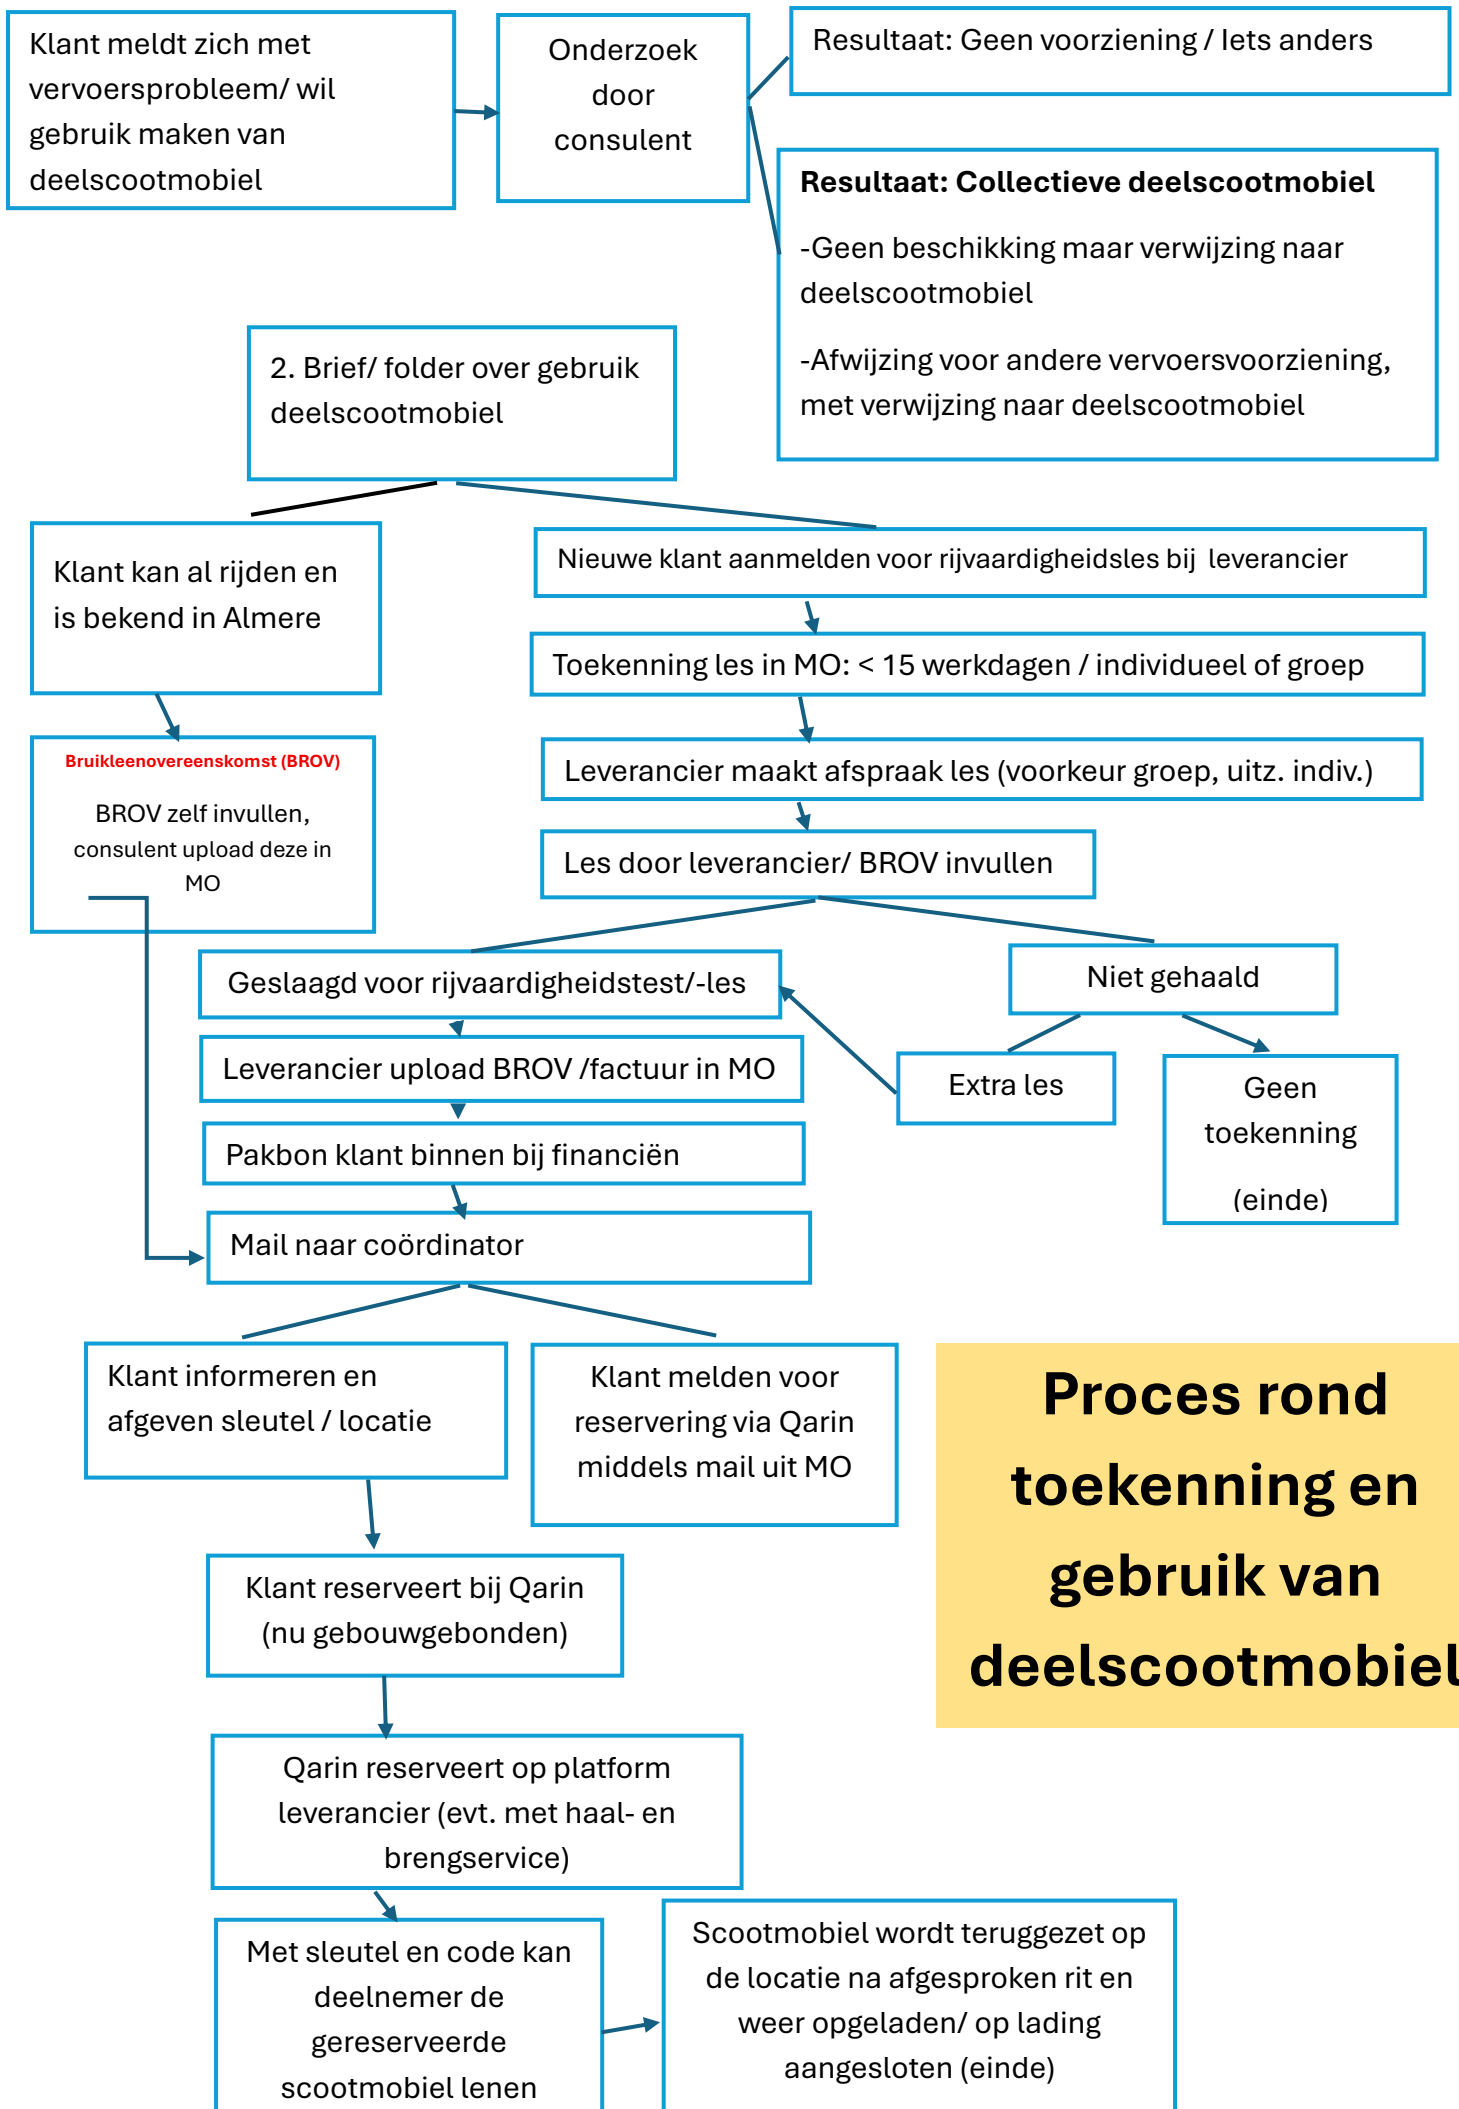 Klant meldt zich met
vervoersprobleem/ wil
gebruik maken van
deelscootmobiel
Onderzoek
door
consulent
Resultaat: Geen voorziening / Iets anders
Resultaat: Collectieve deelscootmobiel
-Geen beschikking maar verwijzing naar
deelscootmobiel
-Afwijzing voor andere vervoersvoorziening,
met verwijzing naar deelscootmobiel
2. Brief/ folder over gebruik
deelscootmobiel
Klant kan al rijden en
is bekend in Almere
Nieuwe klant aanmelden voor rijvaardigheidsles bij  leverancier
Toekenning les in MO: < 15 werkdagen / individueel of groep
Bruikleenovereenskomst (BROV)
BROV zelf invullen,
consulent upload deze in
MO
Leverancier maakt afspraak les (voorkeur groep, uitz. indiv.)
Les door leverancier/ BROV invullen
Geslaagd voor rijvaardigheidstest/-les
Niet gehaald
Leverancier upload BROV /factuur in MO
Extra les
Geen
toekenning
(einde)
Pakbon klant binnen bij financiën
Mail naar coördinator
Klant informeren en
afgeven sleutel / locatie
Klant melden voor
reservering via Qarin
middels mail uit MO
Proces rond
toekenning en
gebruik van
deelscootmobiel
Klant reserveert bij Qarin
(nu gebouwgebonden)
Qarin reserveert op platform
leverancier (evt. met haal- en
brengservice)
Met sleutel en code kan
deelnemer de
gereserveerde
scootmobiel lenen
Scootmobiel wordt teruggezet op
de locatie na afgesproken rit en
weer opgeladen/ op lading
aangesloten (einde)